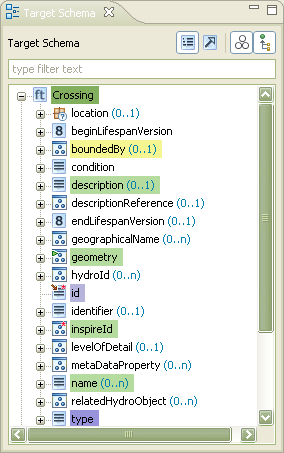 Target Schema
Target Schema
type filter text
ft Crossing
location (0..1)
8 beginLifespanVersion
boundedBy (0..1)
condition
description (0..1)
descriptionReference (0..n)
8 endLifespanVersion (0..1)
geographicalName (0..n)
geometry
hydroId (0..n)
id
identifier (0..1)
inspireId (0..n)
levelOfDetail (0..n)
metaDataProperty (0..n)
name (0..n)
relatedHydroObject (0..n)
type